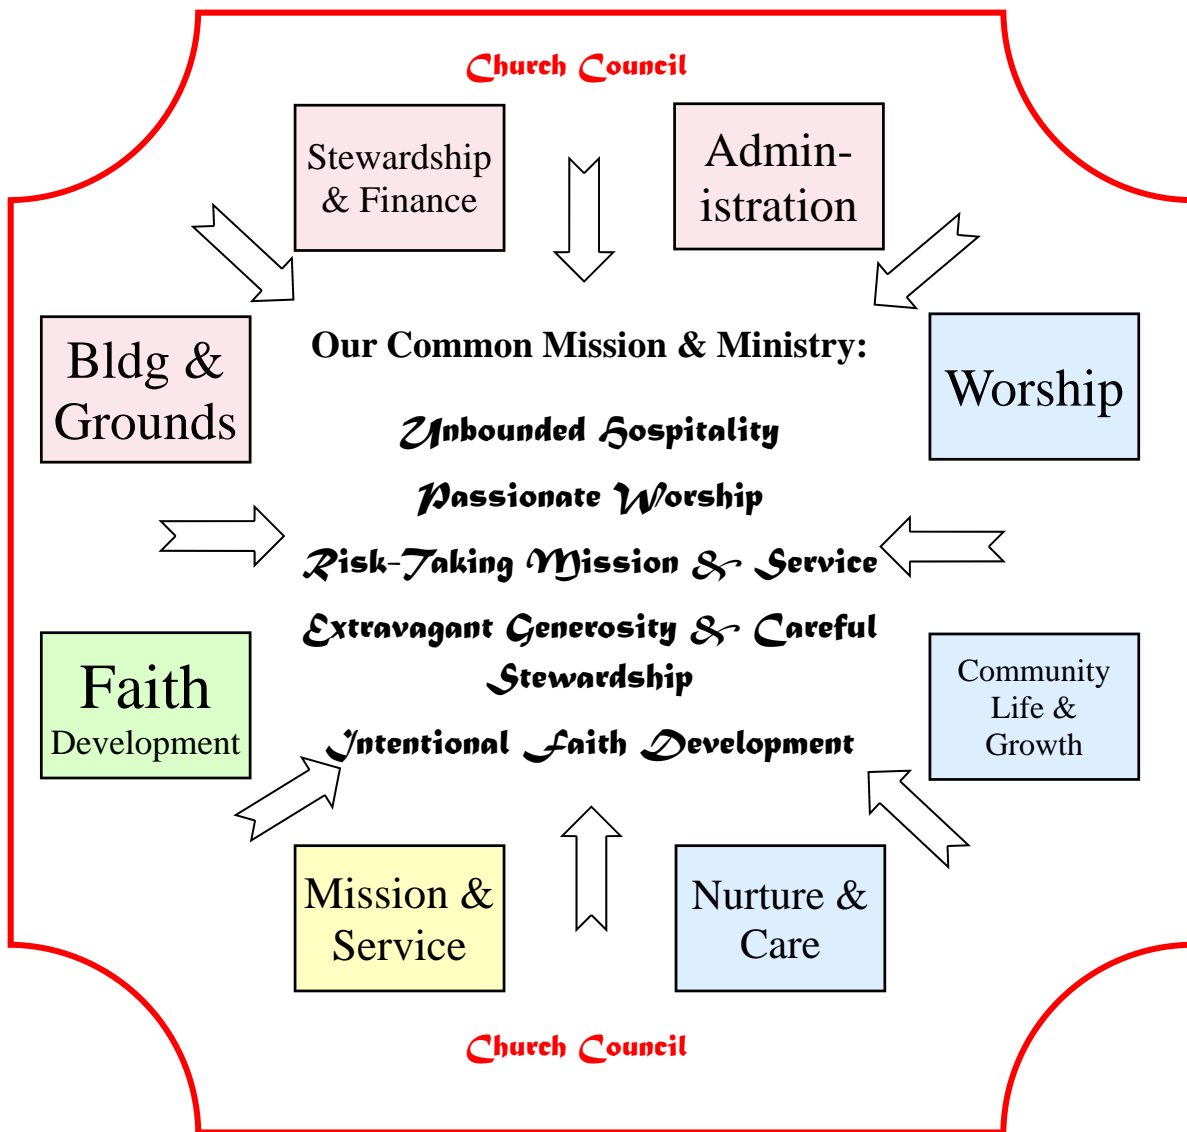 Church Council
Stewardship
& Finance
Admin-
istration
Bldg &
Grounds
Our Common Mission & Ministry:
Worship
Unbounded Hospitality
Passionate Worship
Risk-Taking Mission & Service
Extravagant Generosity & Careful
Stewardship
Intentional Faith Development
Faith
Development
Community
Life &
Growth
Mission &
Service
Nurture &
Care
Church Council